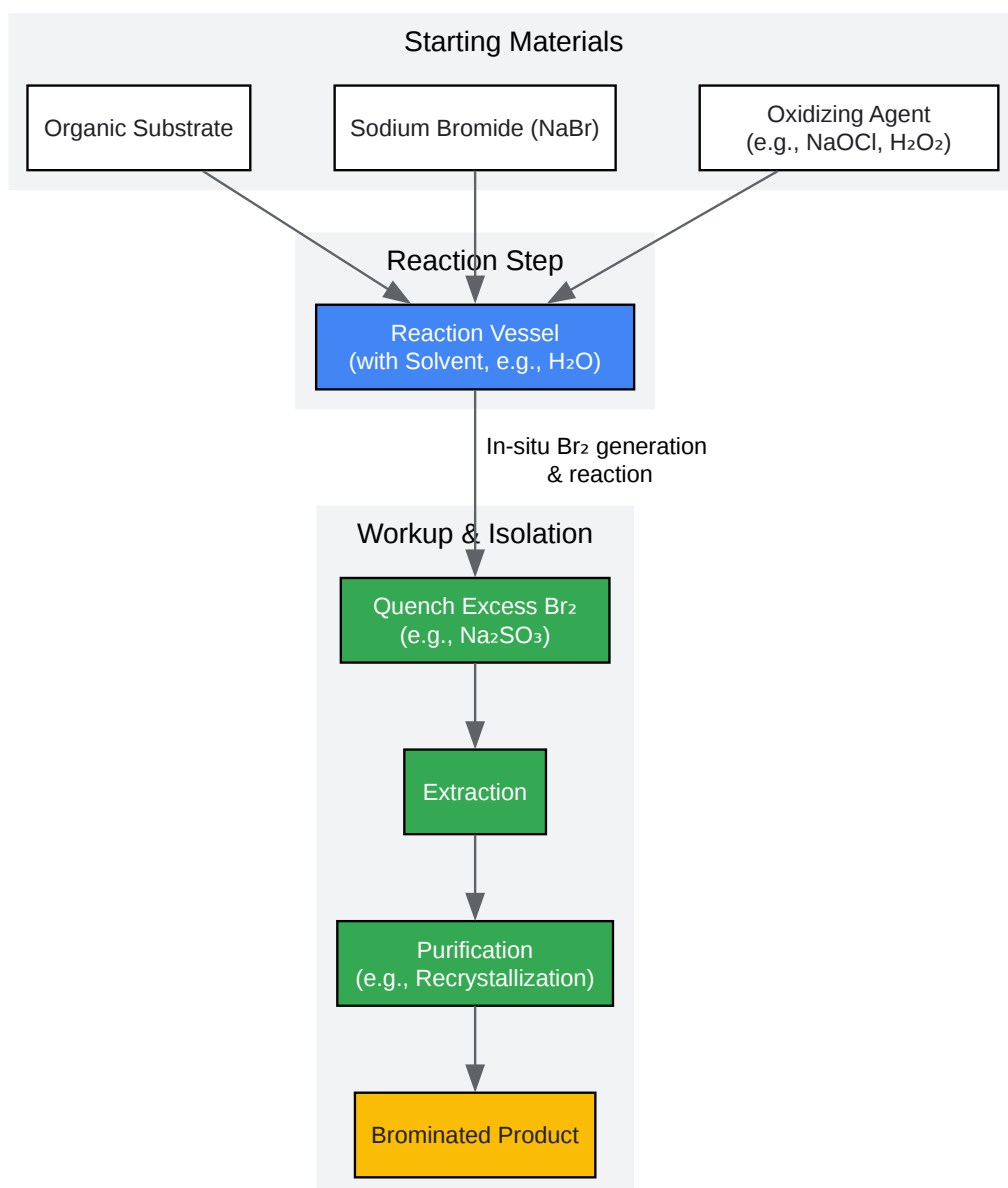 Starting Materials
Organic Substrate
Sodium Bromide (NaBr)
Oxidizing Agent
(e.g., NaOCl, H₂O₂)
Reaction Step
Reaction Vessel
(with Solvent, e.g., H₂O)
In-situ Br₂ generation
& reaction
Workup & Isolation
Quench Excess Br₂
(e.g., Na₂SO₃)
Extraction
Purification
(e.g., Recrystallization)
Brominated Product